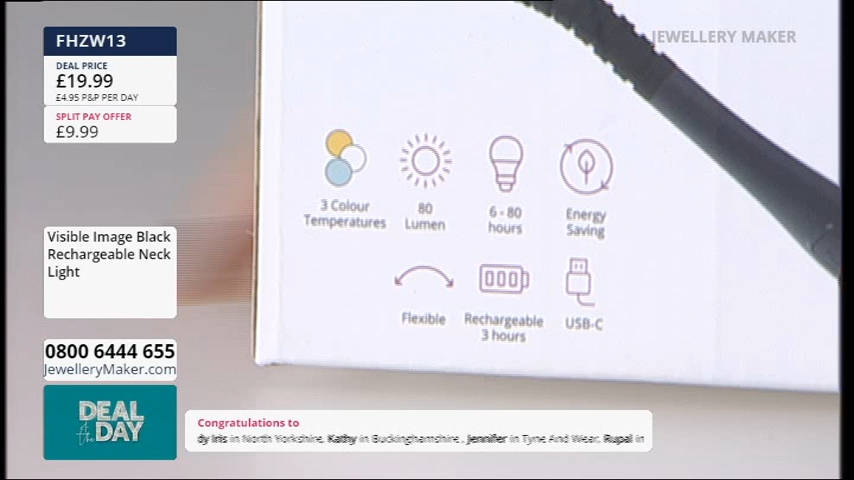 FHZW13
DEAL PRICE
£19.99
£4.95 P&P PER DAY
SPLIT PAY OFFER
£9.99
Visible Image Black
Rechargeable Neck
Light
0800 6444 655
JewelleryMaker.com
DEAL
of the
DAY
JEWELLERY MAKER
3 Colour
Temperatures
80
Lumen
6 - 80
hours
Energy
Saving
Flexible
Rechargeable
3 hours
USB-C
Congratulations to
dy Iris in North Yorkshire, Kathy in Buckinghamshire, Jennifer in Tyne And Wear, Rupal in